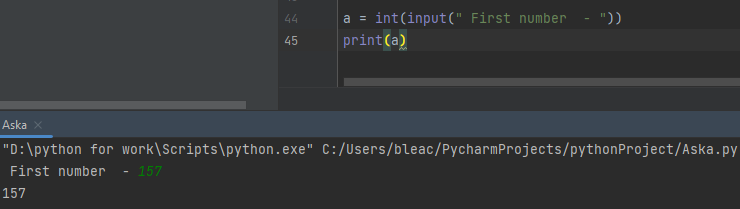 44 a = int(input(" First number  - "))
45 print(a)
Aska ×
"D:\python for work\Scripts\python.exe" C:/Users/bleac/PycharmProjects/pythonProject/Aska.py
 First number  - 157
157